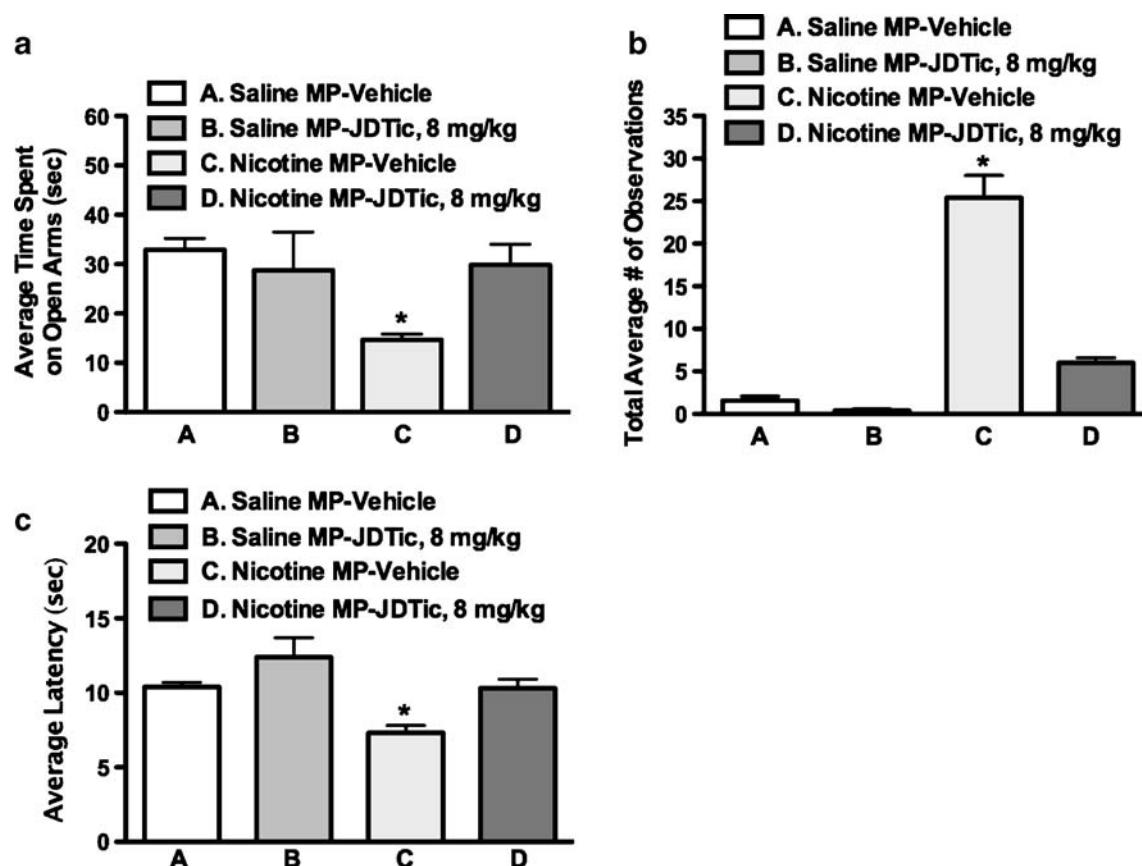 a
A. Saline MP-Vehicle
B. Saline MP-JDTic, 8 mg/kg
C. Nicotine MP-Vehicle
D. Nicotine MP-JDTic, 8 mg/kg
Average Time Spent
on Open Arms (sec)
60
50
40
30
20
10
0
*
A B C D
b
A. Saline MP-Vehicle
B. Saline MP-JDTic, 8 mg/kg
C. Nicotine MP-Vehicle
D. Nicotine MP-JDTic, 8 mg/kg
Total Average # of Observations
35
30
25
20
15
10
5
0
*
A B C D
c
A. Saline MP-Vehicle
B. Saline MP-JDTic, 8 mg/kg
C. Nicotine MP-Vehicle
D. Nicotine MP-JDTic, 8 mg/kg
Average Latency (sec)
20
15
10
5
0
*
A B C D